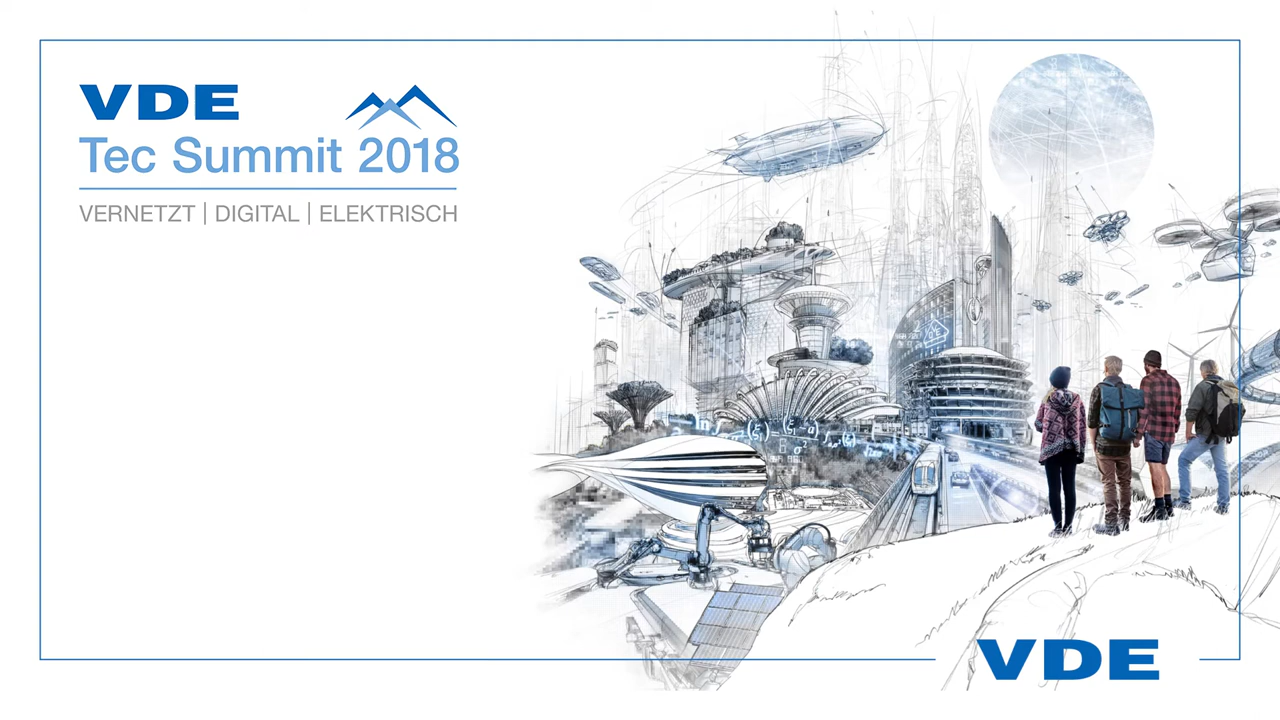 VDE
Tec Summit 2018
VERNETZT | DIGITAL | ELEKTRISCH
VDE